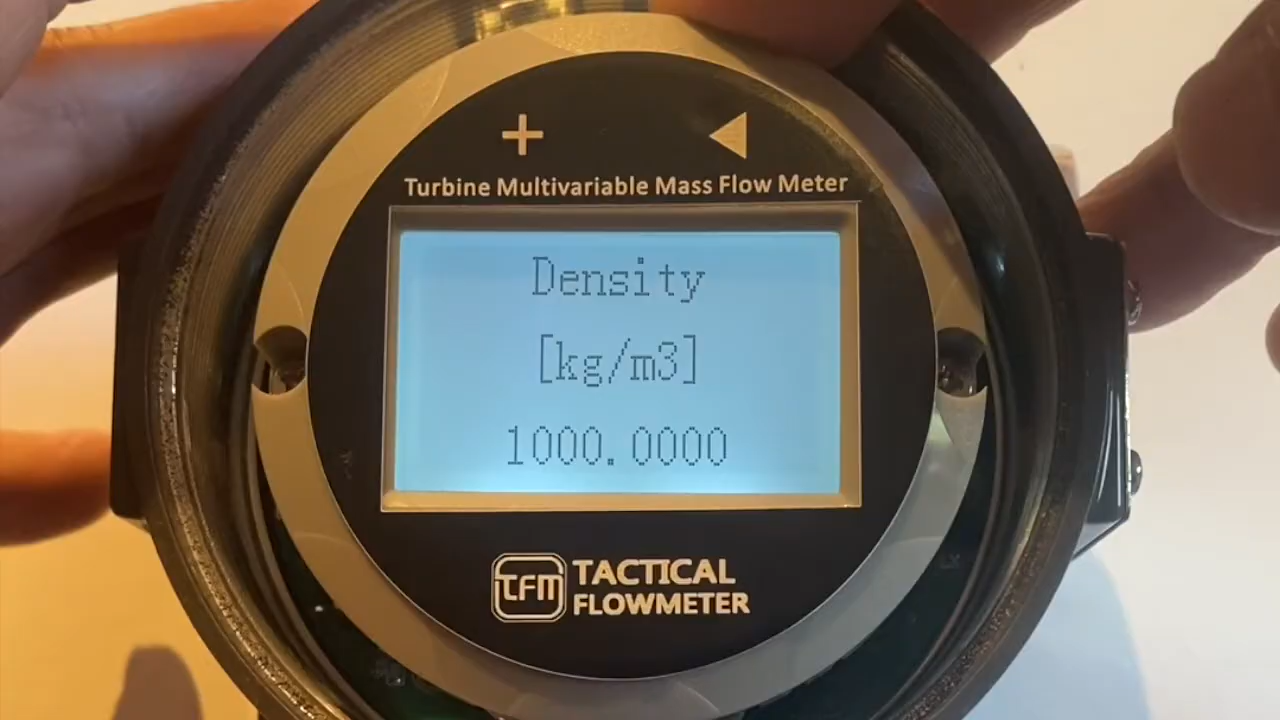 +
Turbine Multivariable Mass Flow Meter
Density
[kg/m3]
1000.0000
TFM
TACTICAL
FLOWMETER